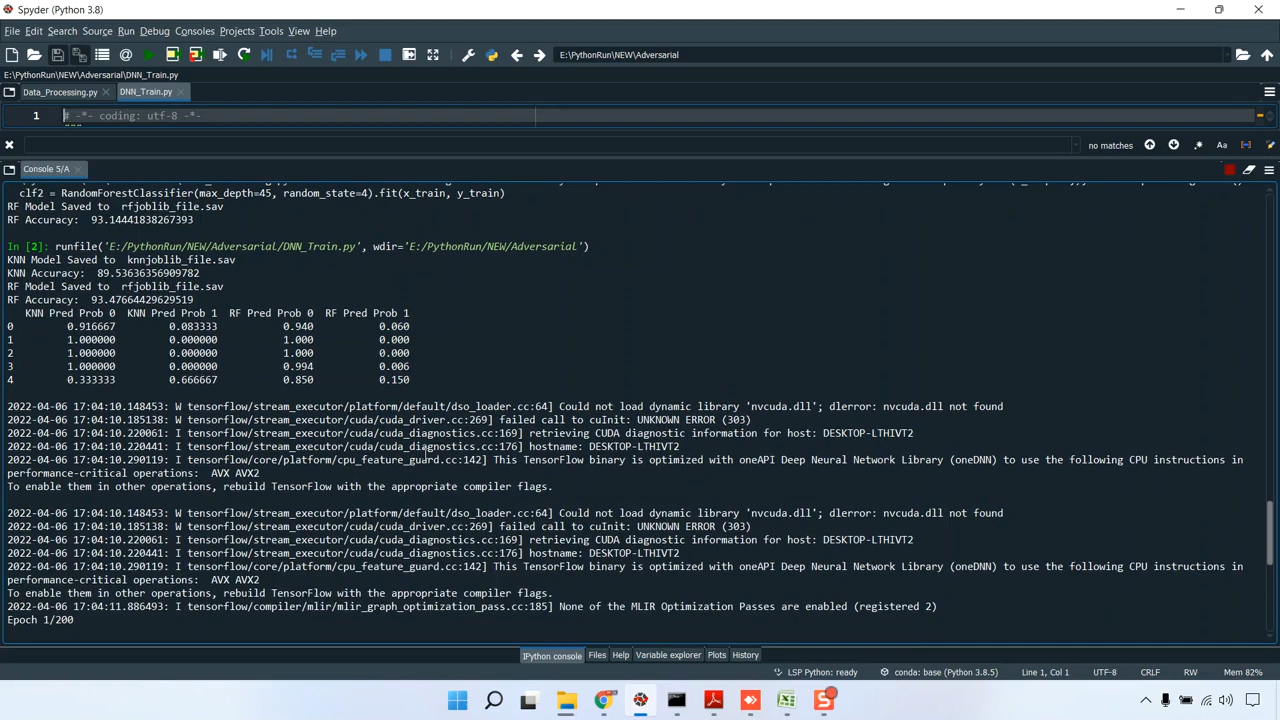 Spyder (Python 3.8)
File Edit Search Source Run Debug Consoles Projects Tools View Help
E:\PythonRun\NEW\Adversarial
E:\PythonRun\NEW\Adversarial\DNN_Train.py
Data_Processing.py DNN_Train.py
1 # -*- coding: utf-8 -*-
no matches
Console 5/A
clf2 = RandomForestClassifier(max_depth=45, random_state=4).fit(x_train, y_train)
RF Model Saved to rfjoblib_file.sav
RF Accuracy: 93.14441838267393
In [2]: runfile('E:/PythonRun/NEW/Adversarial/DNN_Train.py', wdir='E:/PythonRun/NEW/Adversarial')
KNN Model Saved to knnjoblib_file.sav
KNN Accuracy: 89.53636356909782
RF Model Saved to rfjoblib_file.sav
RF Accuracy: 93.47664429629519
KNN Pred Prob 0 KNN Pred Prob 1 RF Pred Prob 0 RF Pred Prob 1
0 0.916667 0.083333 0.940 0.060
1 1.000000 0.000000 1.000 0.000
2 1.000000 0.000000 1.000 0.000
3 1.000000 0.000000 0.994 0.006
4 0.333333 0.666667 0.850 0.150
2022-04-06 17:04:10.148453: W tensorflow/stream_executor/platform/default/dso_loader.cc:64] Could not load dynamic library 'nvcuda.dll'; dlerror: nvcuda.dll not found
2022-04-06 17:04:10.185138: W tensorflow/stream_executor/cuda/cuda_driver.cc:269] failed call to cuInit: UNKNOWN ERROR (303)
2022-04-06 17:04:10.220061: I tensorflow/stream_executor/cuda/cuda_diagnostics.cc:169] retrieving CUDA diagnostic information for host: DESKTOP-LTHIVT2
2022-04-06 17:04:10.220441: I tensorflow/stream_executor/cuda/cuda_diagnostics.cc:176] hostname: DESKTOP-LTHIVT2
2022-04-06 17:04:10.290119: I tensorflow/core/platform/cpu_feature_guard.cc:142] This TensorFlow binary is optimized with oneAPI Deep Neural Network Library (oneDNN) to use the following CPU instructions in
performance-critical operations: AVX AVX2
To enable them in other operations, rebuild TensorFlow with the appropriate compiler flags.
2022-04-06 17:04:10.148453: W tensorflow/stream_executor/platform/default/dso_loader.cc:64] Could not load dynamic library 'nvcuda.dll'; dlerror: nvcuda.dll not found
2022-04-06 17:04:10.185138: W tensorflow/stream_executor/cuda/cuda_driver.cc:269] failed call to cuInit: UNKNOWN ERROR (303)
2022-04-06 17:04:10.220061: I tensorflow/stream_executor/cuda/cuda_diagnostics.cc:169] retrieving CUDA diagnostic information for host: DESKTOP-LTHIVT2
2022-04-06 17:04:10.220441: I tensorflow/stream_executor/cuda/cuda_diagnostics.cc:176] hostname: DESKTOP-LTHIVT2
2022-04-06 17:04:10.290119: I tensorflow/core/platform/cpu_feature_guard.cc:142] This TensorFlow binary is optimized with oneAPI Deep Neural Network Library (oneDNN) to use the following CPU instructions in
performance-critical operations: AVX AVX2
To enable them in other operations, rebuild TensorFlow with the appropriate compiler flags.
2022-04-06 17:04:11.886493: I tensorflow/compiler/mlir/mlir_graph_optimization_pass.cc:185] None of the MLIR Optimization Passes are enabled (registered 2)
Epoch 1/200
IPython console Files Help Variable explorer Plots History
LSP Python: ready conda: base (Python 3.8.5) Line 1, Col 1 UTF-8 CRLF RW Mem 82%